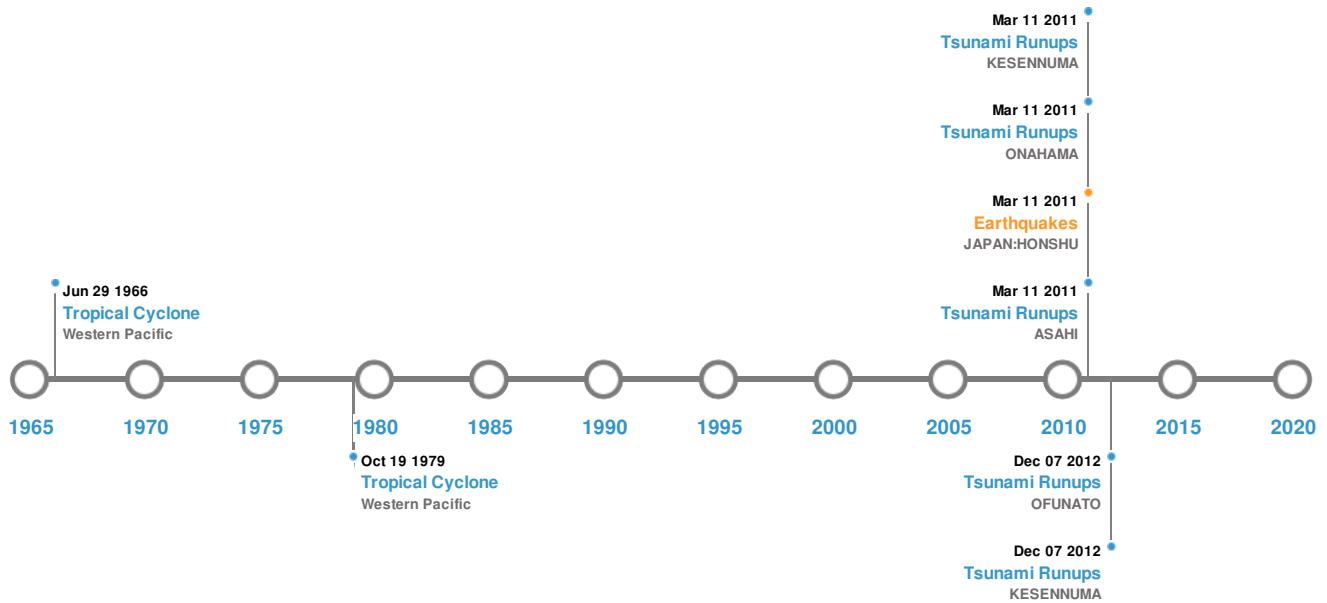 Mar 11 2011
Tsunami Runups
KESENNUMA
Mar 11 2011
Tsunami Runups
ONAHAMA
Mar 11 2011
Earthquakes
JAPAN:HONSHU
Jun 29 1966
Tropical Cyclone
Western Pacific
Mar 11 2011
Tsunami Runups
ASAHI
1965 1970 1975 1980 1985 1990 1995 2000 2005 2010 2015 2020
Oct 19 1979
Tropical Cyclone
Western Pacific
Dec 07 2012
Tsunami Runups
OFUNATO
Dec 07 2012
Tsunami Runups
KESENNUMA